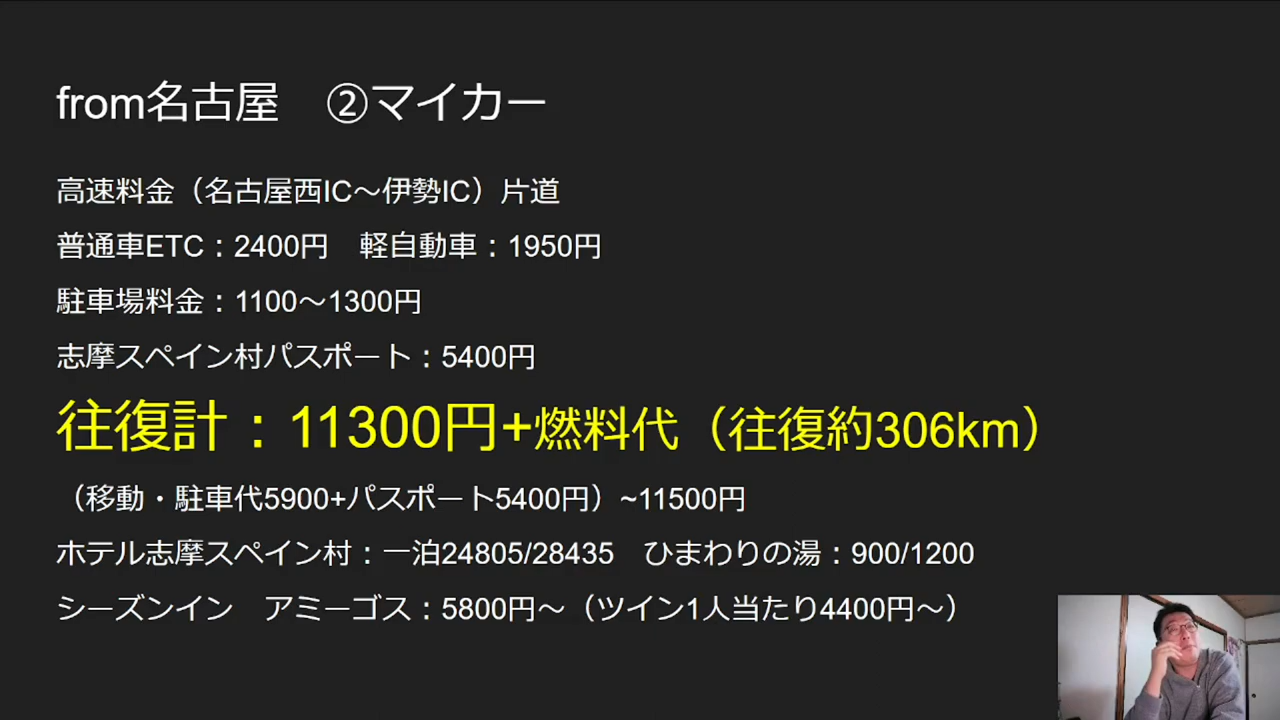 from名古屋　②マイカー
高速料金（名古屋西IC～伊勢IC）片道
普通車ETC：2400円　軽自動車：1950円
駐車場料金：1100～1300円
志摩スペイン村パスポート：5400円
往復計：11300円+燃料代（往復約306km）
（移動・駐車代5900+パスポート5400円）~11500円
ホテル志摩スペイン村：一泊24805/28435　ひまわりの湯：900/1200
シーズンイン　アミーゴス：5800円～（ツイン1人当たり4400円～）